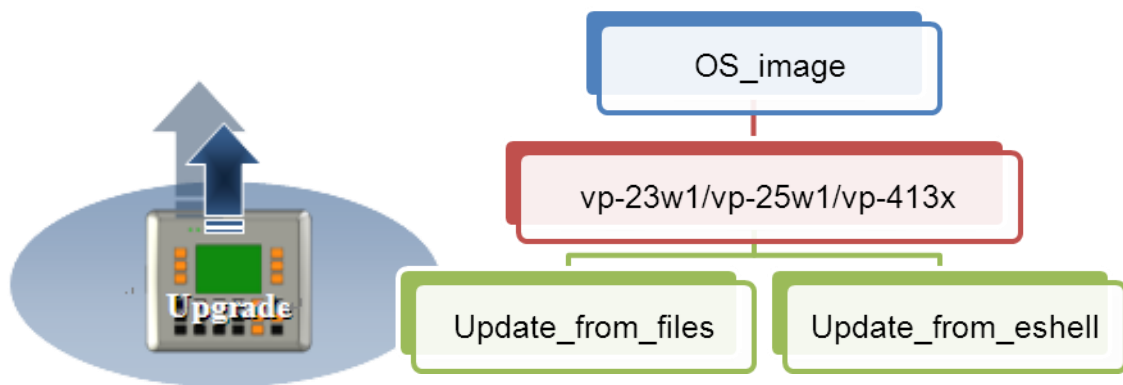 OS_image
vp-23w1/vp-25w1/vp-413x
Upgrade
Update_from_files
Update_from_eshell